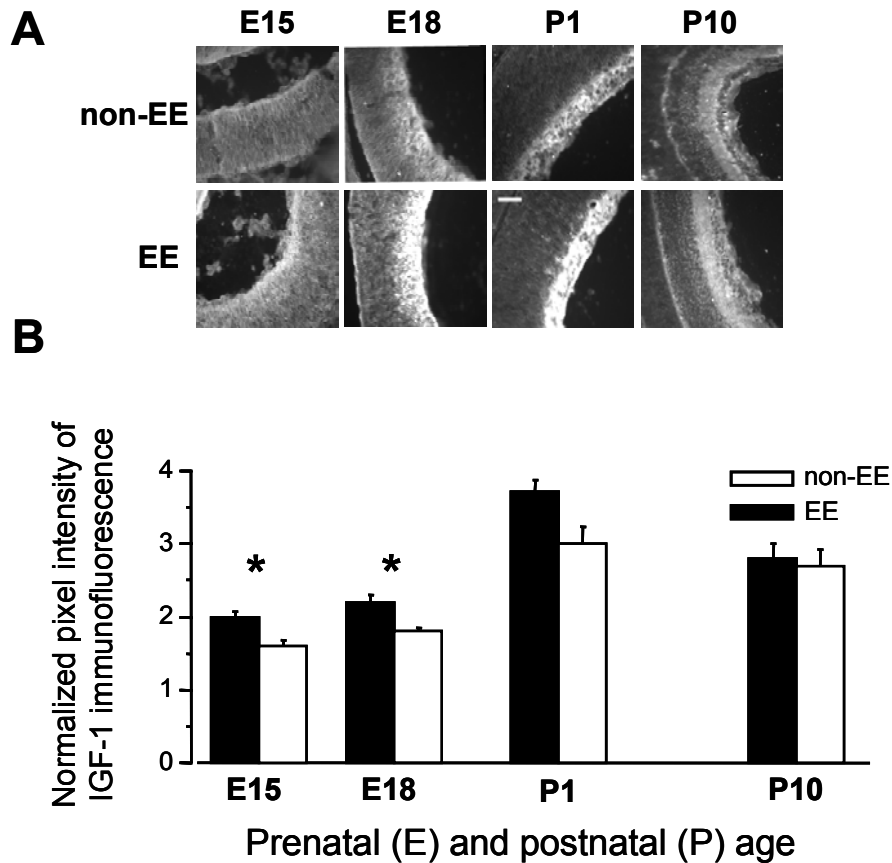 A
E15 E18 P1 P10
non-EE
EE
B
Normalized pixel intensity of
IGF-1 immunofluorescence
4
3
2
1
0
* *
non-EE
EE
E15 E18 P1 P10
Prenatal (E) and postnatal (P) age